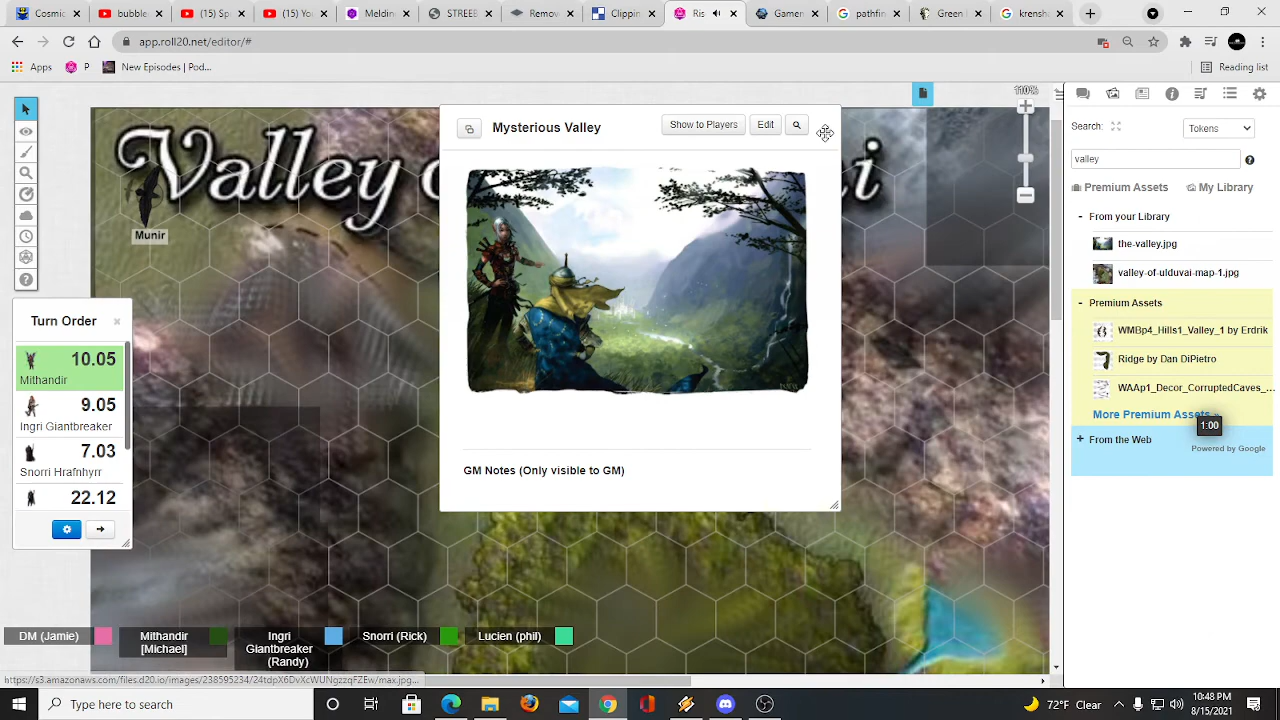 Cosmic
bubble
(15) Sp
(15) Yo
Medin
STREE
Remov
Clippin
Ris
Gamev
pathfin
Green
krensh
app.roll20.net/editor/#
Apps
P
New Episodes | Pod...
Reading list
110%
Valley
i
Munir
Turn Order
10.05
Mithandir
9.05
Ingri Giantbreaker
7.03
Snorri Hrafnhyrr
22.12
Mysterious Valley
Show to Players
Edit
GM Notes (Only visible to GM)
Search:
Tokens
valley
Premium Assets
My Library
- From your Library
the-valley.jpg
valley-of-ulduvai-map-1.jpg
- Premium Assets
WMBp4_Hills1_Valley_1 by Erdrik
Ridge by Dan DiPietro
WAAp1_Decor_CorruptedCaves_...
More Premium Assets »
1:00
+ From the Web
Powered by Google
DM (Jamie)
Mithandir
[Michael]
Ingri
Giantbreaker
(Randy)
Snorri (Rick)
Lucien (phil)
Type here to search
72°F Clear
10:48 PM
8/15/2021